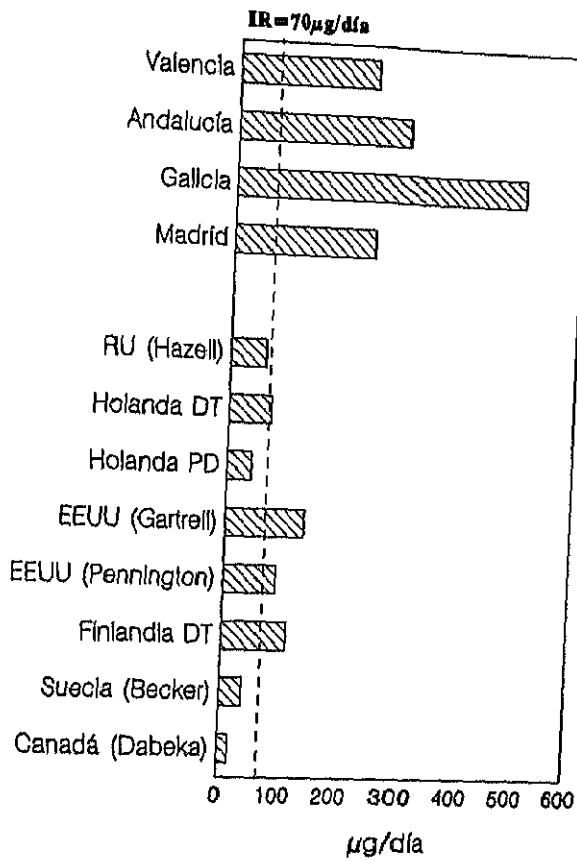 IR=70µg/día
Valencia
Andalucía
Galicia
Madrid
RU (Hazell)
Holanda DT
Holanda PD
EEUU (Gartrell)
EEUU (Pennington)
Finlandia DT
Suecia (Becker)
Canadá (Dabeka)
0 100 200 300 400 500 600
µg/día